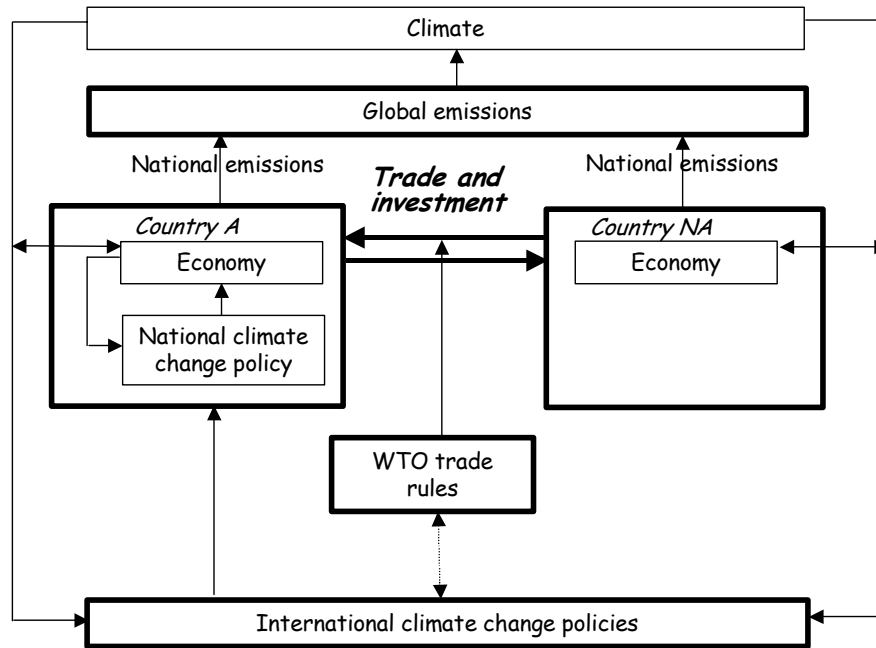 Climate
Global emissions
National emissions
National emissions
Trade and
investment
Country A
Country NA
Economy
Economy
National climate
change policy
WTO trade
rules
International climate change policies